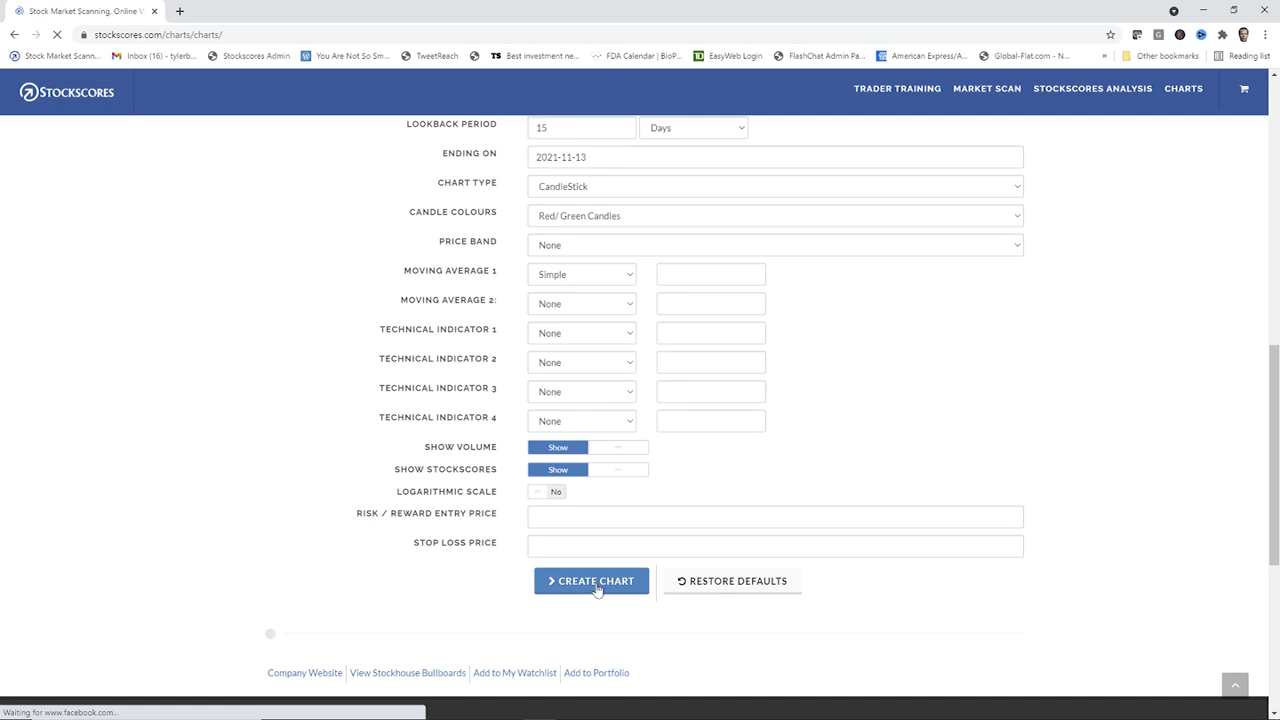 Stock Market Scanning, Online V
stockscores.com/charts/charts/
Stock Market Scann...
Inbox (16) - tylerb...
Stockscores Admin
You Are Not So Sm...
TweetReach
TS Best investment ne...
FDA Calendar | BioP...
EasyWeb Login
FlashChat Admin Pa...
American Express/A...
Global-Fiat.com - N...
»
Other bookmarks
Reading list
STOCKSCORES
TRADER TRAINING
MARKET SCAN
STOCKSCORES ANALYSIS
CHARTS
LOOKBACK PERIOD 15 Days
ENDING ON 2021-11-13
CHART TYPE CandleStick
CANDLE COLOURS Red/ Green Candles
PRICE BAND None
MOVING AVERAGE 1 Simple
MOVING AVERAGE 2: None
TECHNICAL INDICATOR 1 None
TECHNICAL INDICATOR 2 None
TECHNICAL INDICATOR 3 None
TECHNICAL INDICATOR 4 None
SHOW VOLUME Show
SHOW STOCKSCORES Show
LOGARITHMIC SCALE No
RISK / REWARD ENTRY PRICE
STOP LOSS PRICE
CREATE CHART
RESTORE DEFAULTS
Company Website | View Stockhouse Bullboards | Add to My Watchlist | Add to Portfolio
Waiting for www.facebook.com...